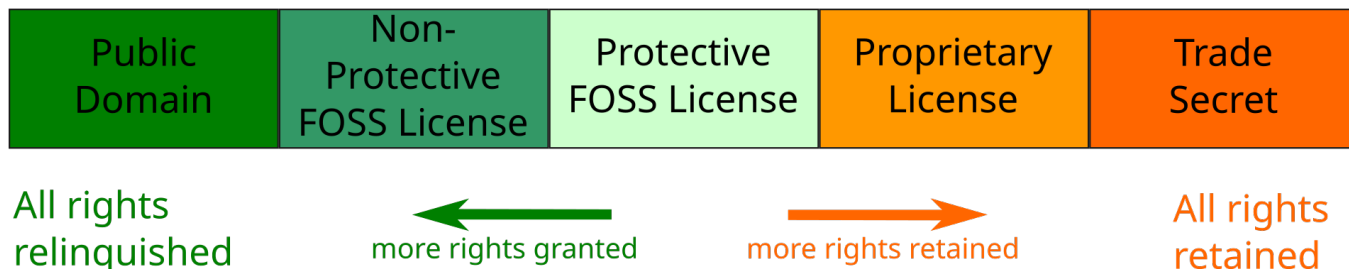 Public
Domain
Non-
Protective
FOSS License
Protective
FOSS License
Proprietary
License
Trade
Secret
All rights
relinquished
more rights granted
more rights retained
All rights
retained